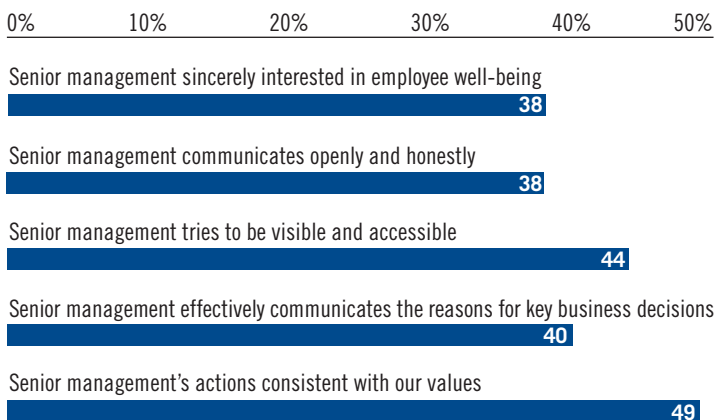 0% 10% 20% 30% 40% 50%
Senior management sincerely interested in employee well-being
38
Senior management communicates openly and honestly
38
Senior management tries to be visible and accessible
44
Senior management effectively communicates the reasons for key business decisions
40
Senior management’s actions consistent with our values
49